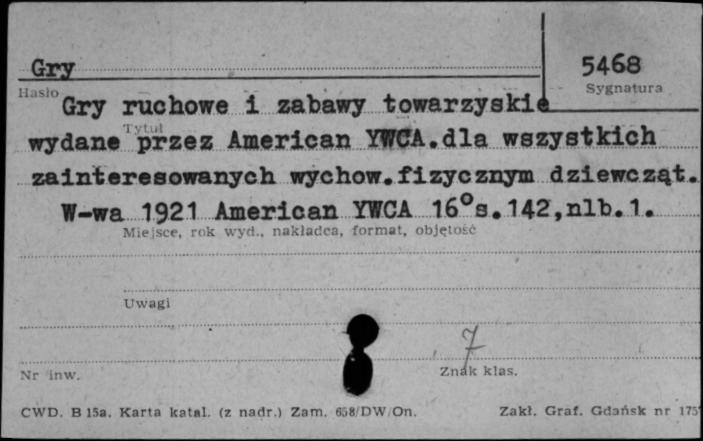 Gry
5468
Hasło
Sygnatura
Gry ruchowe i zabawy towarzyskie
Tytuł
wydane przez American YWCA.dla wszystkich
zainteresowanych wychow.fizycznym dziewcząt.
W-wa 1921 American YWCA 16°s.142,nlb.1.
Miejsce, rok wyd., nakładca, format, objętość
Uwagi
7
Nr inw.
Znak klas.
CWD. B 15a. Karta katal. (z nadr.) Zam. 658/DW/On.
Zakł. Graf. Gdańsk nr 175